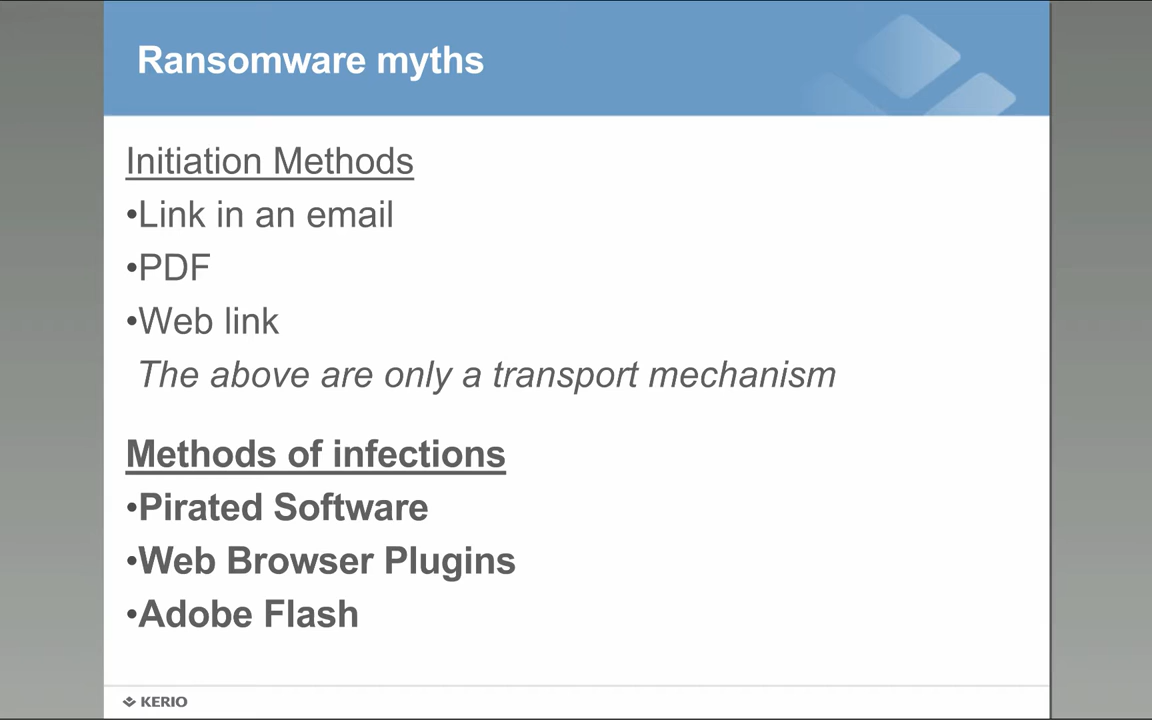 Ransomware myths
Initiation Methods
•Link in an email
•PDF
•Web link
The above are only a transport mechanism
Methods of infections
•Pirated Software
•Web Browser Plugins
•Adobe Flash
KERIO